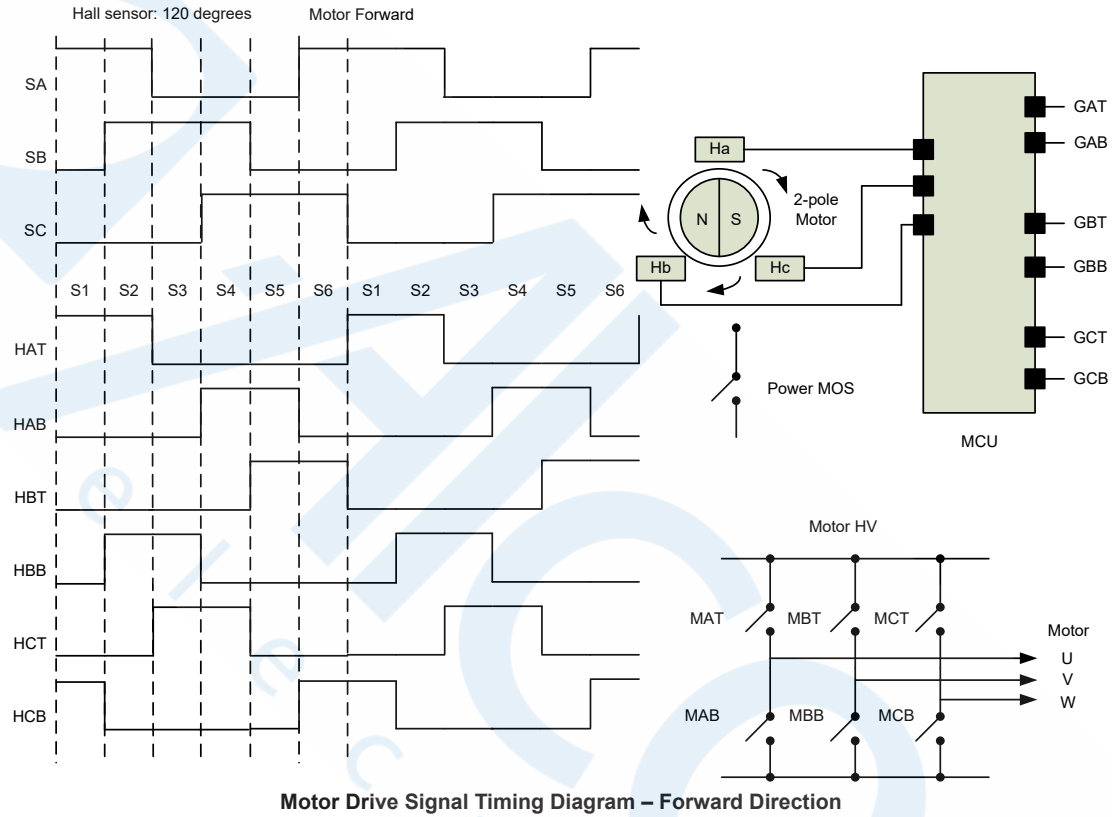 Hall sensor: 120 degrees
Motor Forward
SA
SB
SC
S1 S2 S3 S4 S5 S6 S1 S2 S3 S4 S5 S6
HAT
HAB
HBT
HBB
HCT
HCB
Ha
N S
2-pole
Motor
Hb
Hc
GAT
GAB
GBT
GBB
GCT
GCB
MCU
Power MOS
Motor HV
MAT MBT MCT
Motor
U
V
W
MAB MBB MCB
Motor Drive Signal Timing Diagram – Forward Direction